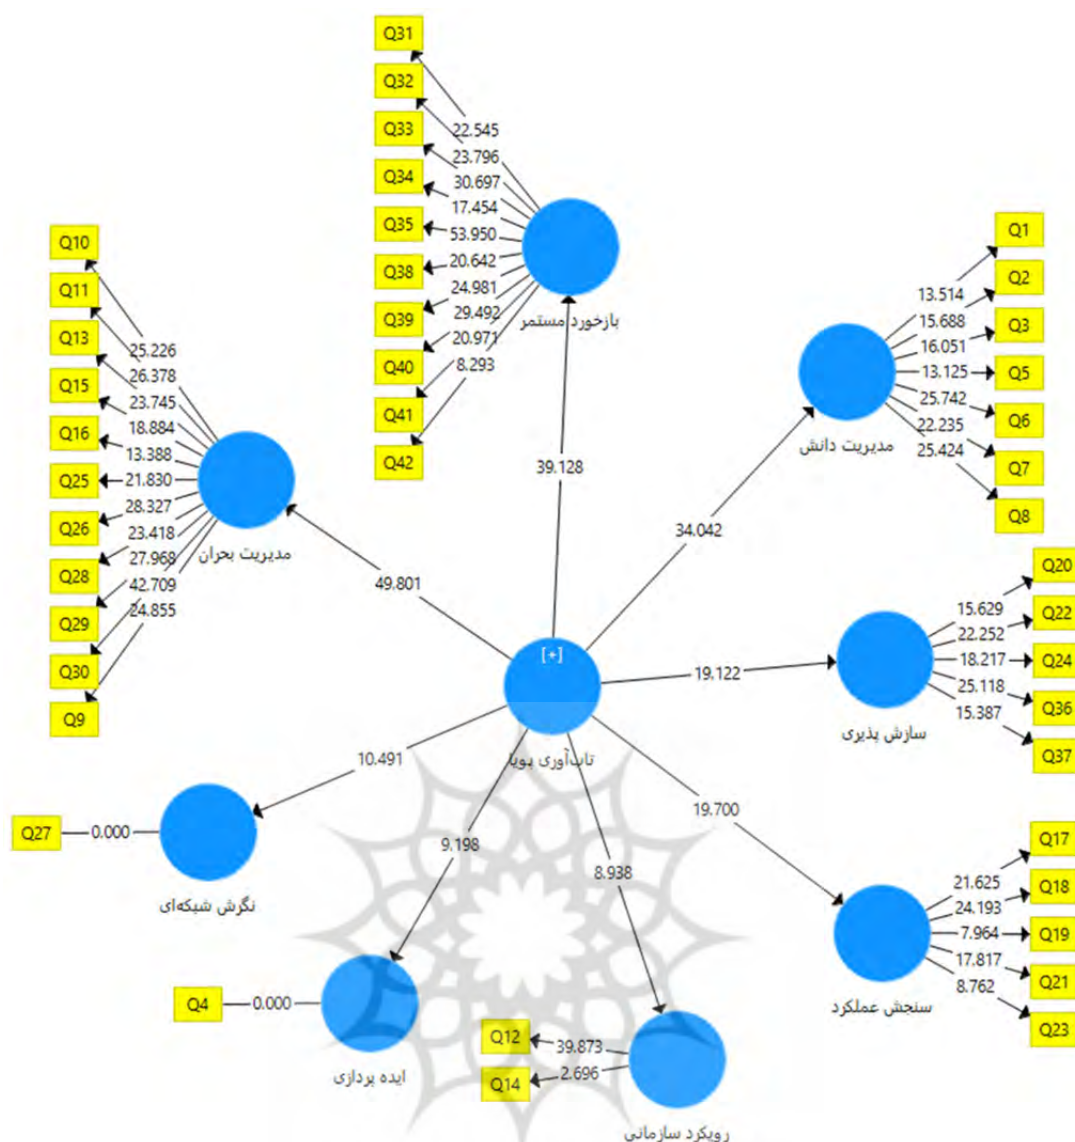 Q31
Q32
Q33
Q34
Q35
Q38
Q39
Q40
Q41
Q42
22.545
23.796
30.697
17.454
53.950
20.642
24.981
29.492
20.971
8.293
بازخورد مستمر
Q10
Q11
Q13
Q15
Q16
Q25
Q26
Q28
Q29
Q30
Q9
25.226
26.378
23.745
18.884
13.388
21.830
28.327
23.418
27.968
42.709
24.855
مدیریت بحران
Q1
Q2
Q3
Q5
Q6
Q7
Q8
13.514
15.688
16.051
13.125
25.742
22.235
25.424
مدیریت دانش
39.128
34.042
49.801
[+]
تاب‌آوری پویا
19.122
Q20
Q22
Q24
Q36
Q37
15.629
22.252
18.217
25.118
15.387
سازش پذیری
10.491
9.198
8.938
19.700
Q27
0.000
نگرش شبکه‌ای
Q17
Q18
Q19
Q21
Q23
21.625
24.193
7.964
17.817
8.762
سنجش عملکرد
Q4
0.000
ایده پردازی
Q12
Q14
39.873
2.696
رویکرد سازمانی